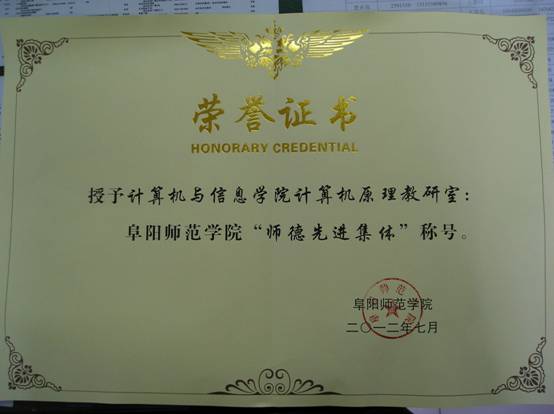 荣誉证书
HONORARY CREDENTIAL
授予计算机与信息学院计算机原理教研室：
阜阳师范学院“师德先进集体”称号。
阜阳师范学院
二〇一二年七月